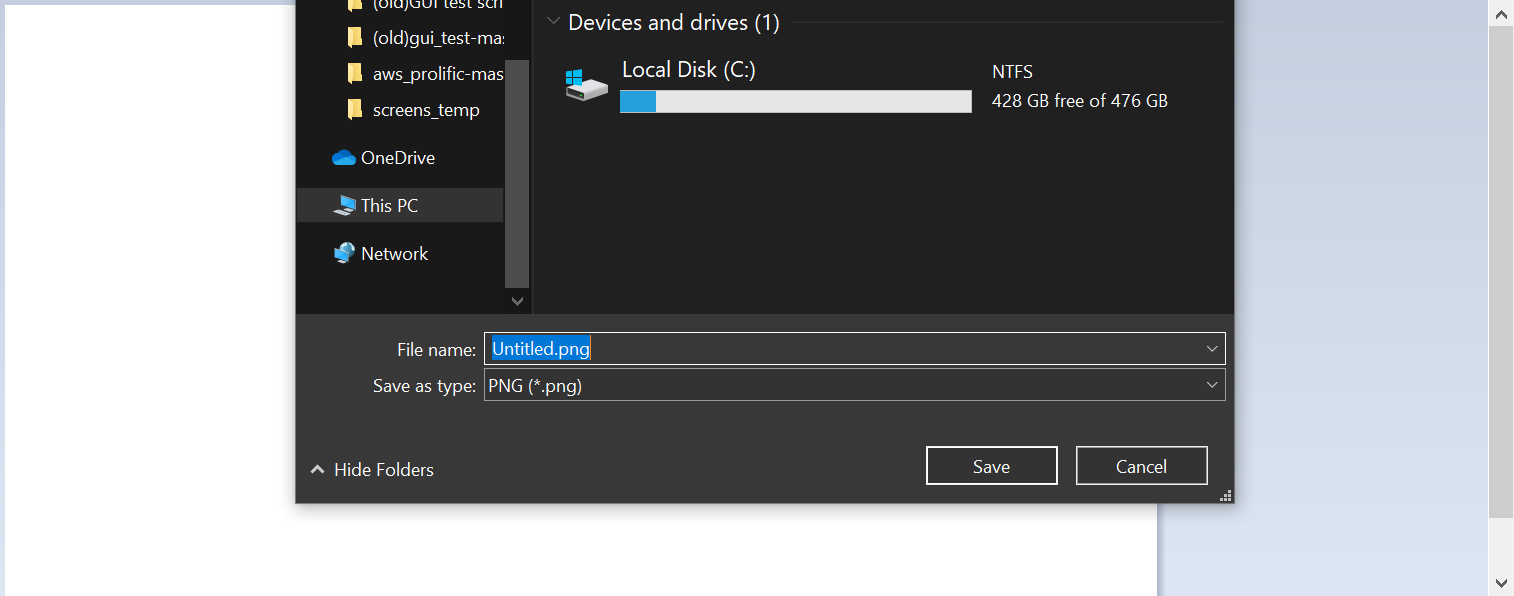 (old)GUI test scri
(old)gui_test-mas
aws_prolific-mas
screens_temp
OneDrive
This PC
Network
Devices and drives (1)
Local Disk (C:)
NTFS
428 GB free of 476 GB
File name: Untitled.png
Save as type: PNG (*.png)
Hide Folders
Save
Cancel